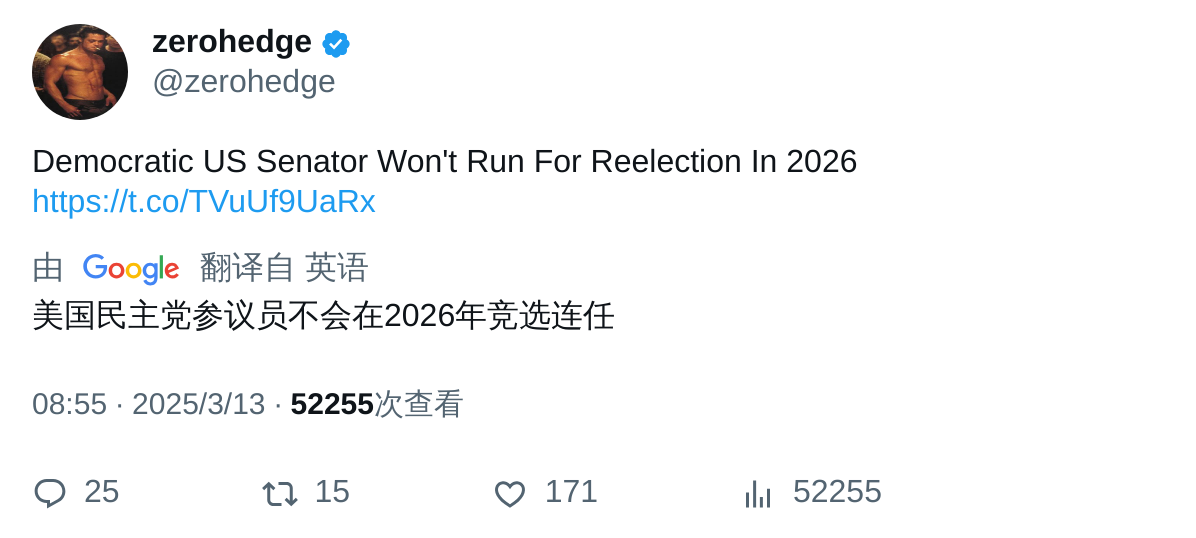 zerohedge
@zerohedge
Democratic US Senator Won't Run For Reelection In 2026
https://t.co/TVuUf9UaRx
由 Google 翻译自 英语
美国民主党参议员不会在2026年竞选连任
08:55 · 2025/3/13 · 52255次查看
25 15 171 52255